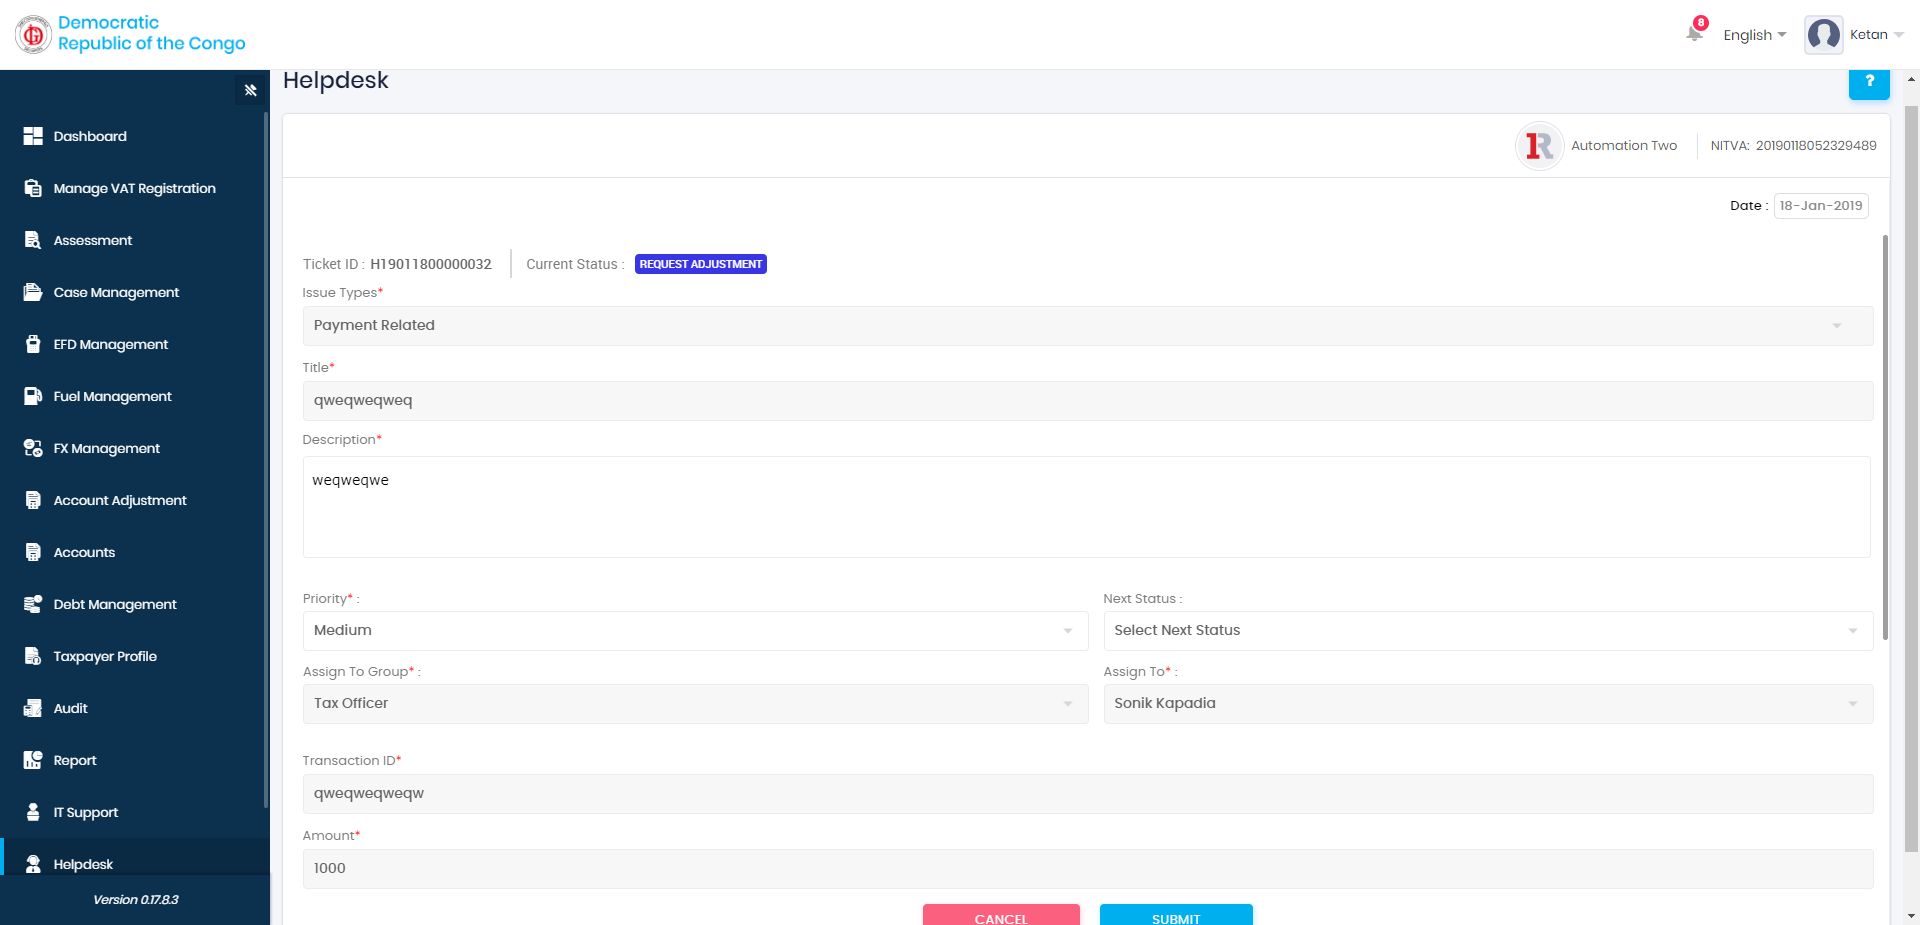 Democratic
Republic of the Congo
8
English
Ketan
Helpdesk
?
Dashboard
Manage VAT Registration
Assessment
Case Management
EFD Management
Fuel Management
FX Management
Account Adjustment
Accounts
Debt Management
Taxpayer Profile
Audit
Report
IT Support
Helpdesk
Version 0.17.8.3
1R Automation Two NITVA: 20190118052329489
Date : 18-Jan-2019
Ticket ID : H19011800000032 Current Status : REQUEST ADJUSTMENT
Issue Types*
Payment Related
Title*
qweqweqweq
Description*
weqweqwe
Priority* : Next Status :
Medium Select Next Status
Assign To Group* : Assign To* :
Tax Officer Sonik Kapadia
Transaction ID*
qweqweqweqw
Amount*
1000
CANCEL SUBMIT